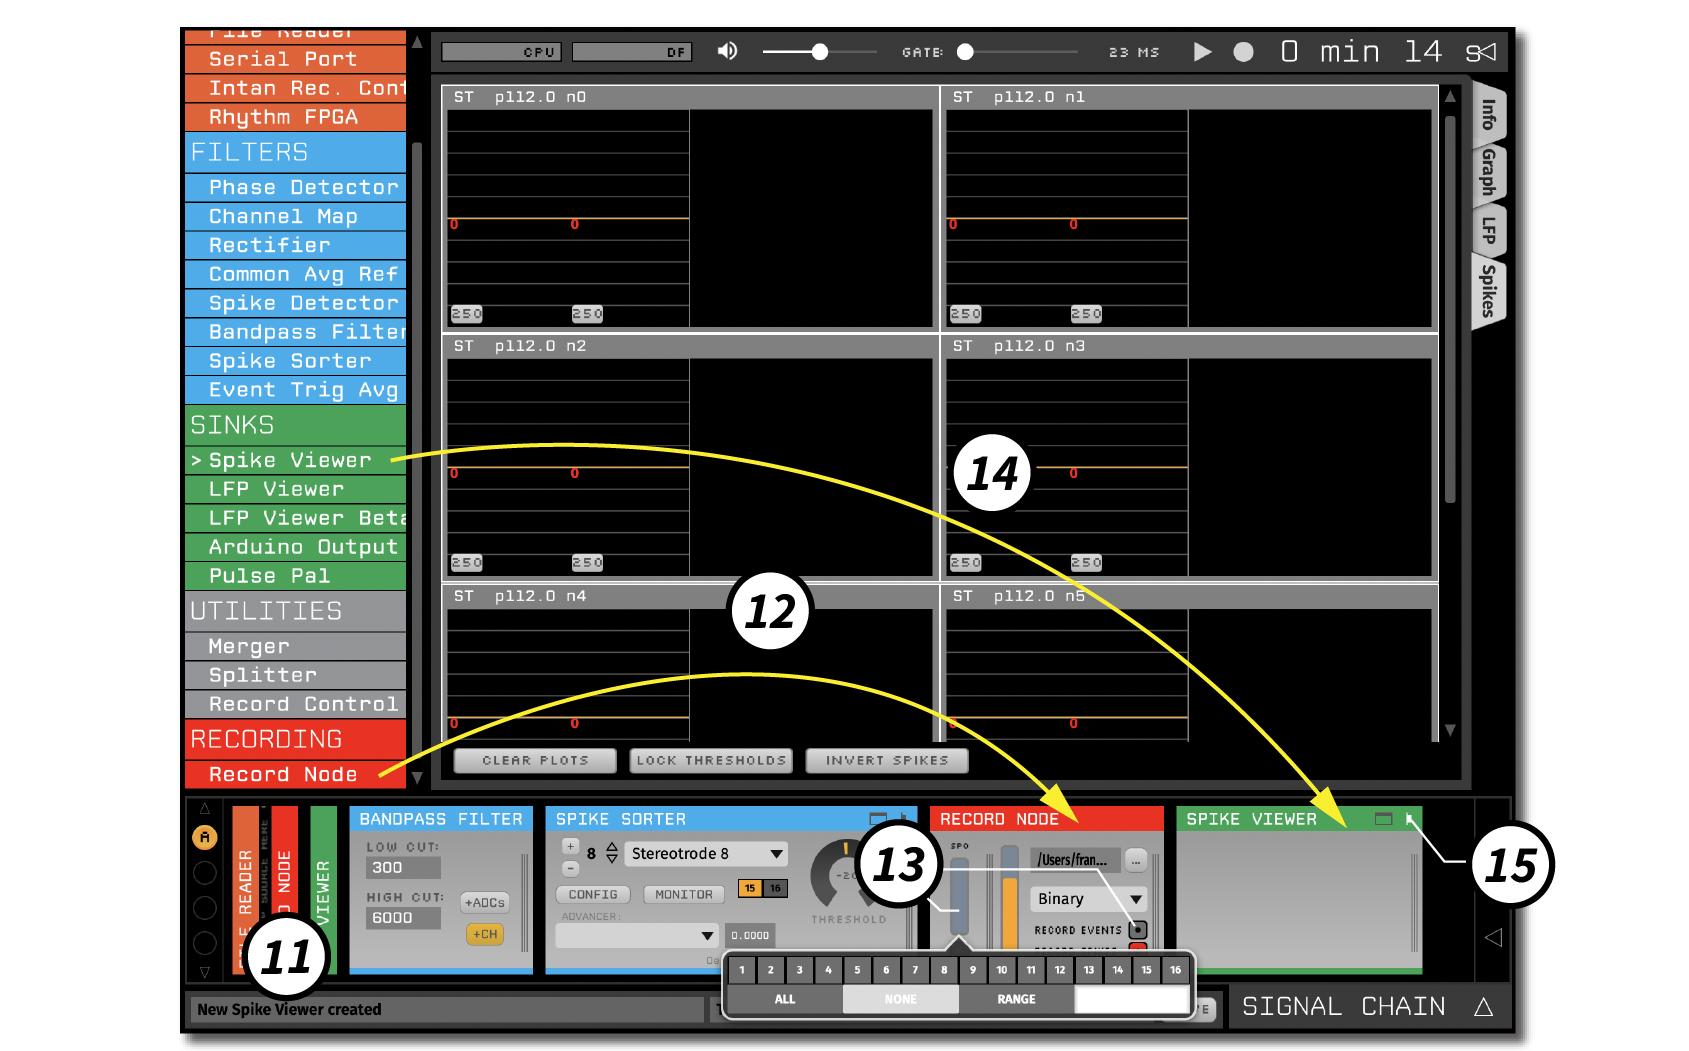 File Reader
Serial Port
Intan Rec. Cont
Rhythm FPGA
FILTERS
Phase Detector
Channel Map
Rectifier
Common Avg Ref
Spike Detector
Bandpass Filter
Spike Sorter
Event Trig Avg
SINKS
> Spike Viewer
LFP Viewer
LFP Viewer Beta
Arduino Output
Pulse Pal
UTILITIES
Merger
Splitter
Record Control
RECORDING
Record Node
CPU DF GATE: 23 MS 0 min 14 s
Info
Graph
LFP
Spikes
ST p112.0 n0
0 0
250 250
ST p112.0 n1
0 0
250 250
ST p112.0 n2
0 0
250 250
ST p112.0 n3
0
250 250
ST p112.0 n4
0 0
ST p112.0 n5
0 0
14
12
CLEAR PLOTS LOCK THRESHOLDS INVERT SPIKES
A
READER
SOURCE HERE
NODE
VIEWER
11
BANDPASS FILTER
LOW CUT:
300
HIGH CUT:
6000
+ADCs
+CH
SPIKE SORTER
+ 8 Stereotrode 8
-
CONFIG MONITOR 15 16
ADVANCER:
0.0000
-20
THRESHOLD
13
RECORD NODE
SPO
/Users/fran... ...
Binary
RECORD EVENTS
SPIKE VIEWER
15
1 2 3 4 5 6 7 8 9 10 11 12 13 14 15 16
ALL NONE RANGE
New Spike Viewer created
SIGNAL CHAIN